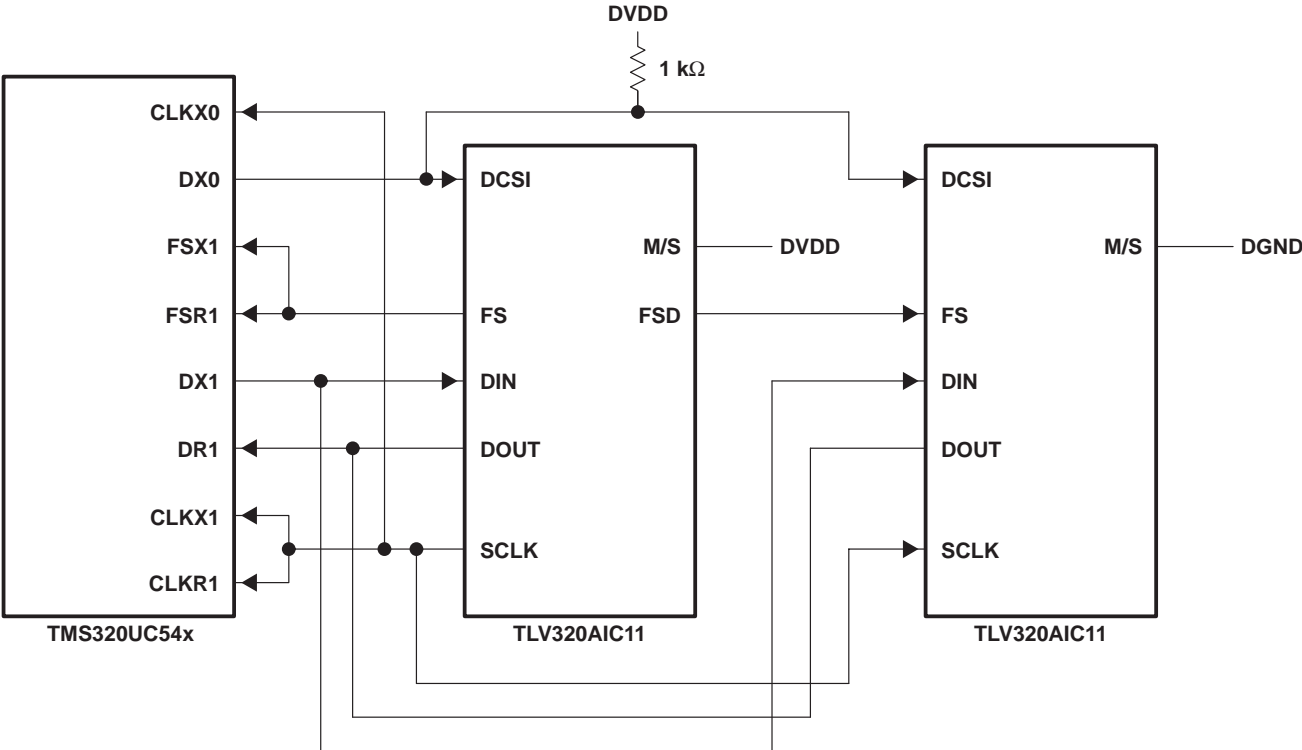 DVDD
1 kΩ
CLKX0
DX0
FSX1
FSR1
DX1
DR1
CLKX1
CLKR1
TMS320UC54x
DCSI
M/S
DVDD
FS
FSD
DIN
DOUT
SCLK
TLV320AIC11
DCSI
M/S
DGND
FS
DIN
DOUT
SCLK
TLV320AIC11